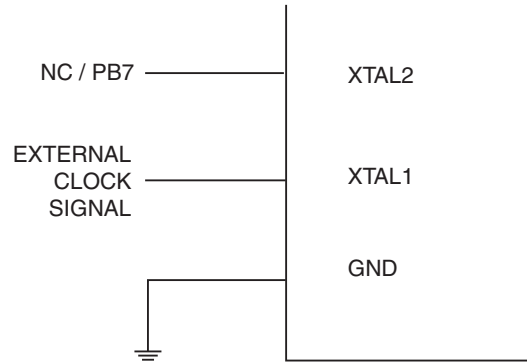 NC / PB7
XTAL2
EXTERNAL
CLOCK
SIGNAL
XTAL1
GND